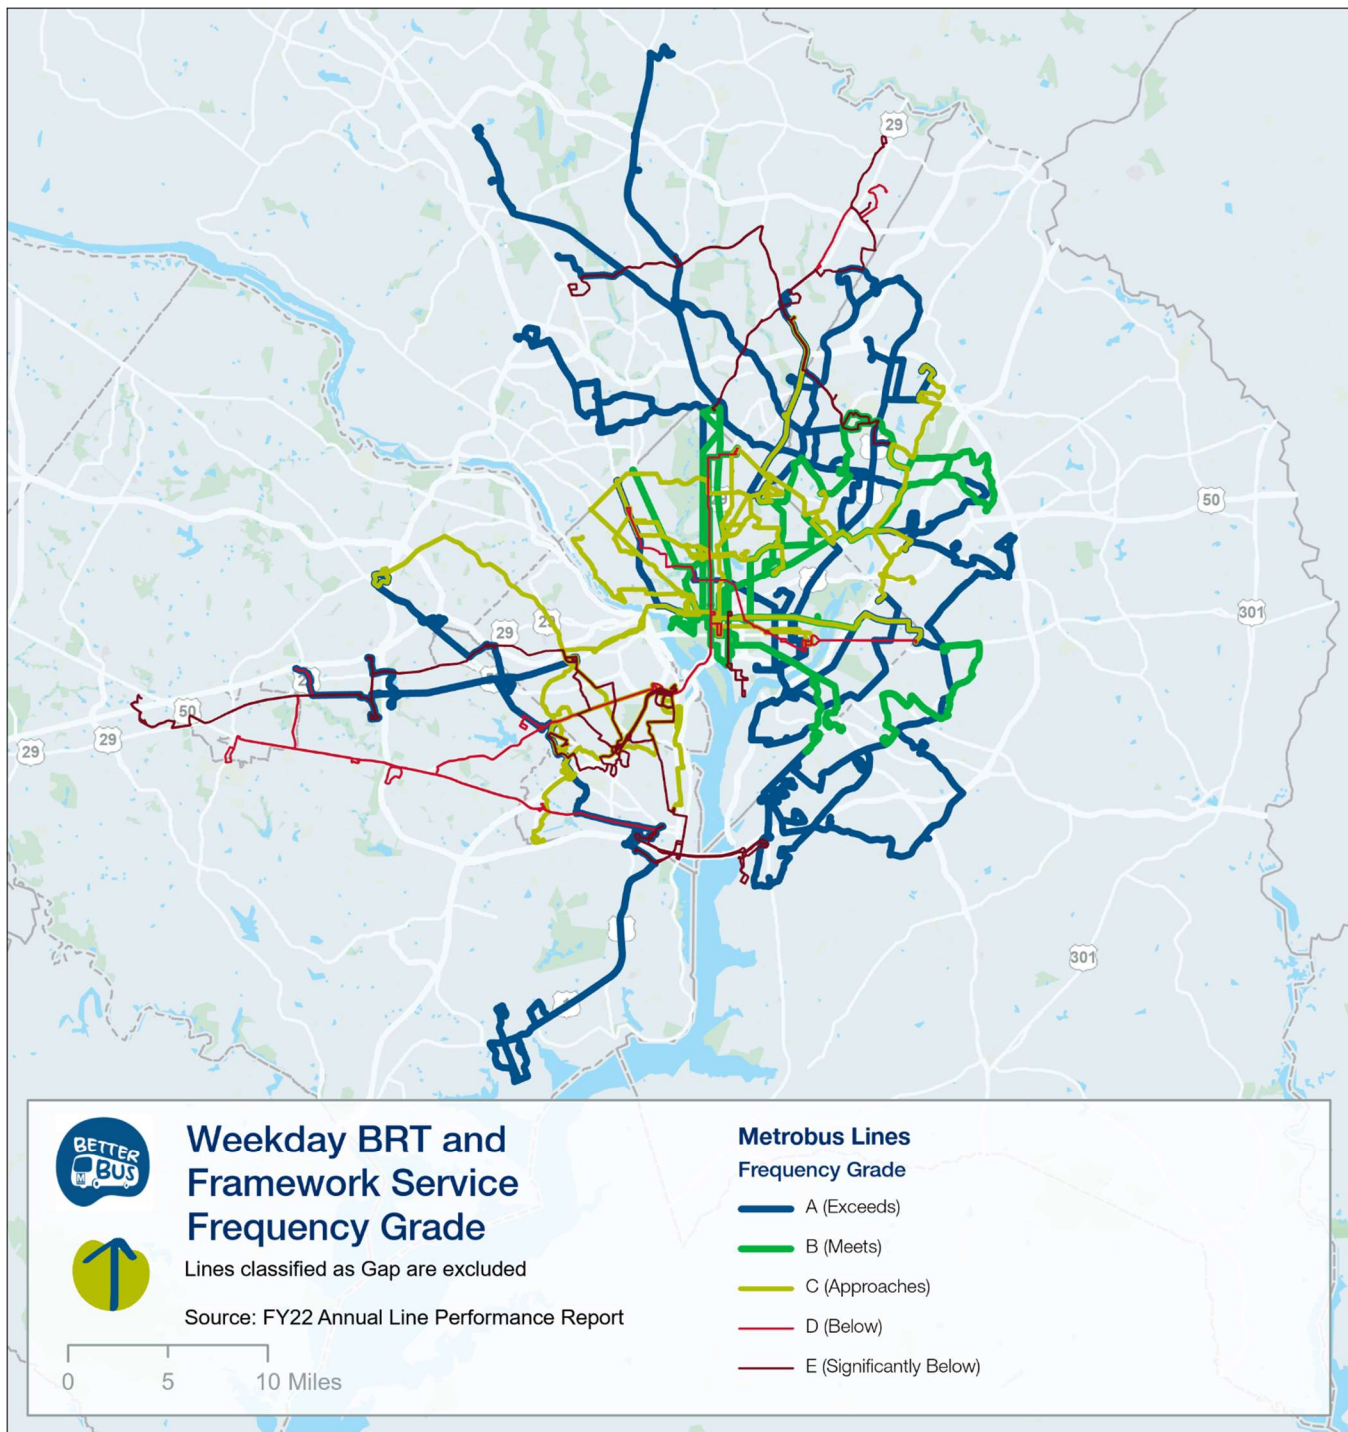 29
50
301
29
29
50
29
29
301
BETTER
BUS
M
Weekday BRT and
Framework Service
Frequency Grade
Lines classified as Gap are excluded
Source: FY22 Annual Line Performance Report
0 5 10 Miles
Metrobus Lines
Frequency Grade
A (Exceeds)
B (Meets)
C (Approaches)
D (Below)
E (Significantly Below)